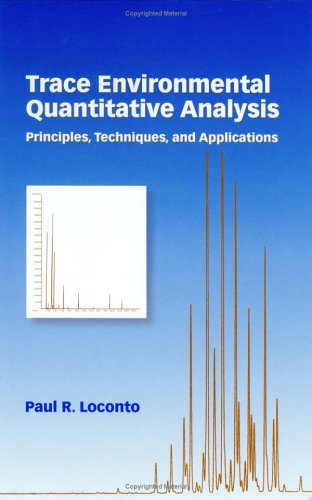 Copyrighted Material
Trace Environmental
Quantitative Analysis
Principles, Techniques, and Applications
Paul R. Loconto
Copyrighted Material